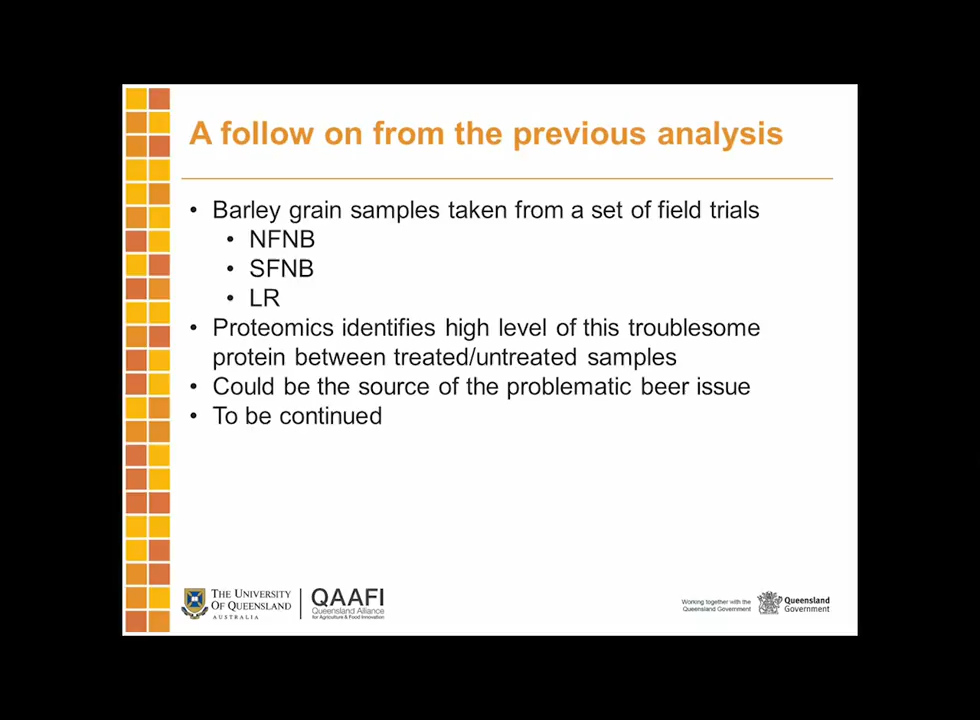 A follow on from the previous analysis
• Barley grain samples taken from a set of field trials
• NFNB
• SFNB
• LR
• Proteomics identifies high level of this troublesome
protein between treated/untreated samples
• Could be the source of the problematic beer issue
• To be continued
THE UNIVERSITY
OF QUEENSLAND
AUSTRALIA
QAAFI
Queensland Alliance
for Agriculture & Food Innovation
Working together with the
Queensland Government
Queensland
Government